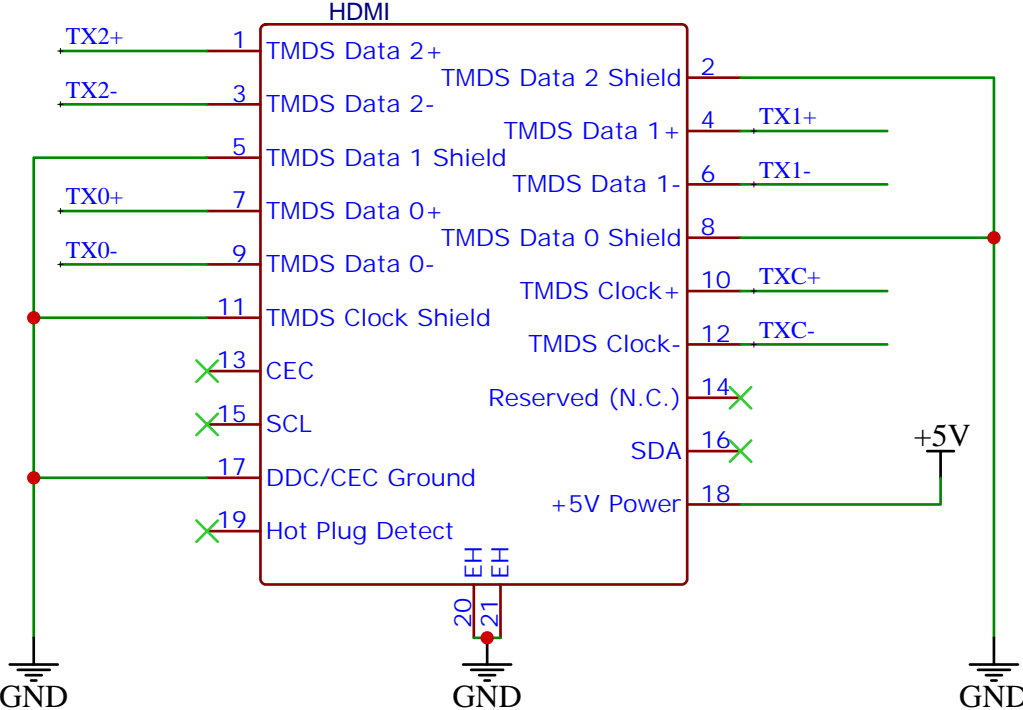 HDMI
TX2+ 1 TMDS Data 2+
TMDS Data 2 Shield 2
TX2- 3 TMDS Data 2-
TMDS Data 1+ 4 TX1+
5 TMDS Data 1 Shield
TMDS Data 1- 6 TX1-
TX0+ 7 TMDS Data 0+
TMDS Data 0 Shield 8
TX0- 9 TMDS Data 0-
TMDS Clock+ 10 TXC+
11 TMDS Clock Shield
TMDS Clock- 12 TXC-
13 CEC
Reserved (N.C.) 14
15 SCL
+5V
SDA 16
17 DDC/CEC Ground
+5V Power 18
19 Hot Plug Detect
EH EH
20 21
GND GND GND